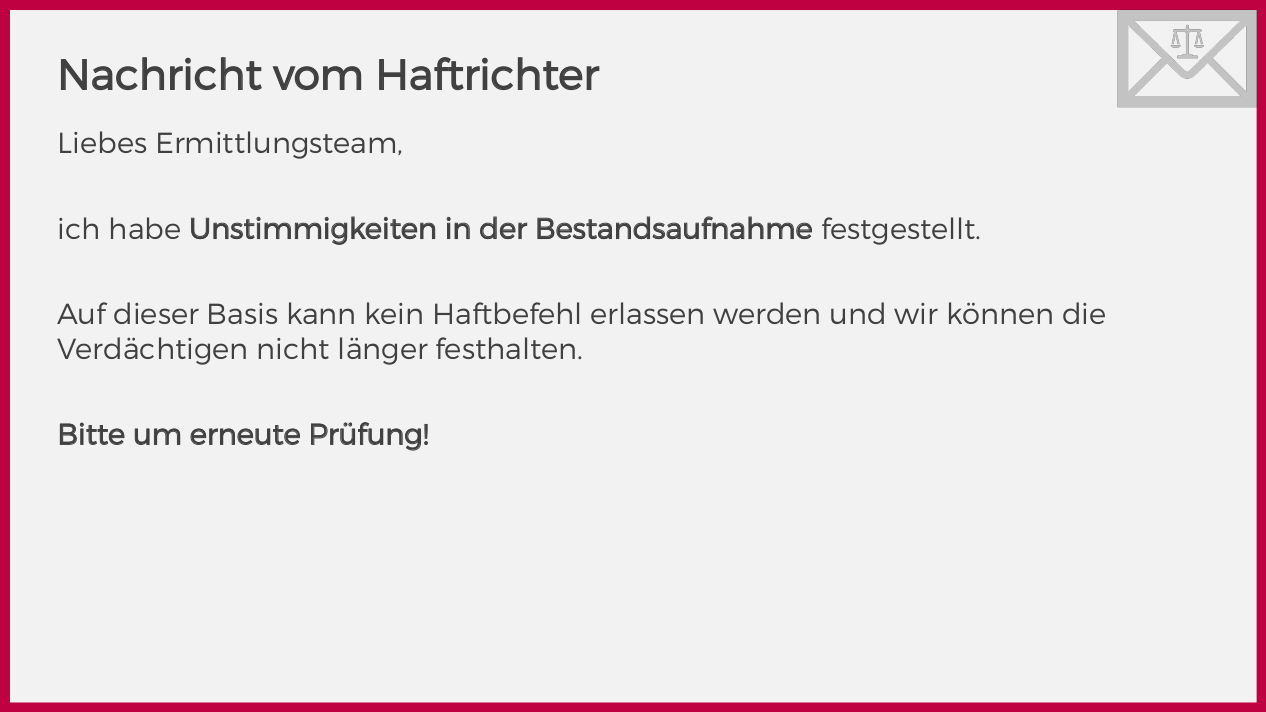 Nachricht vom Haftrichter
Liebes Ermittlungsteam,
ich habe Unstimmigkeiten in der Bestandsaufnahme festgestellt.
Auf dieser Basis kann kein Haftbefehl erlassen werden und wir können die
Verdächtigen nicht länger festhalten.
Bitte um erneute Prüfung!